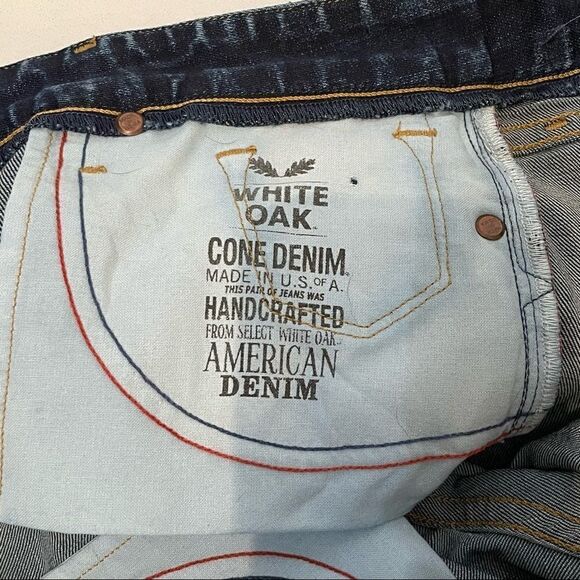 WHITE
OAK
CONE DENIM
MADE IN U.S. OF A.
THIS PAIR OF JEANS WAS
HANDCRAFTED
FROM SELECT WHITE OAK
AMERICAN
DENIM